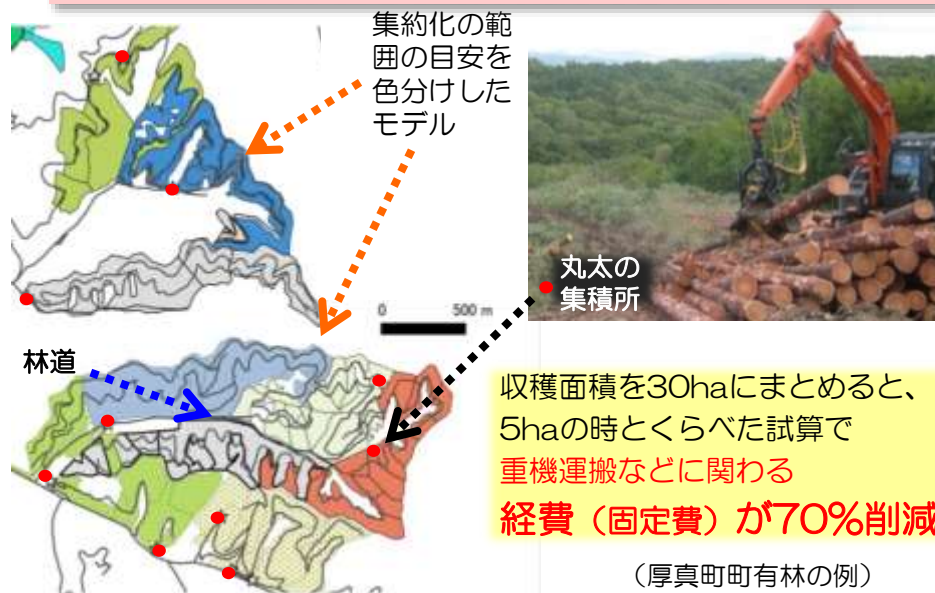 集約化の範
囲の目安を
色分けした
モデル
0 500 m
丸太の
集積所
林道
収穫面積を30haにまとめると、
5haの時とくらべた試算で
重機運搬などに関わる
経費（固定費）が70%削減
（厚真町町有林の例）